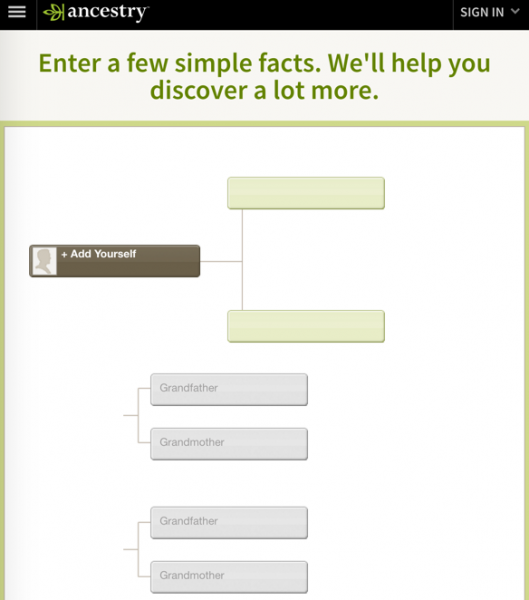 ancestry
SIGN IN
Enter a few simple facts. We'll help you
discover a lot more.
+ Add Yourself
Grandfather
Grandmother
Grandfather
Grandmother